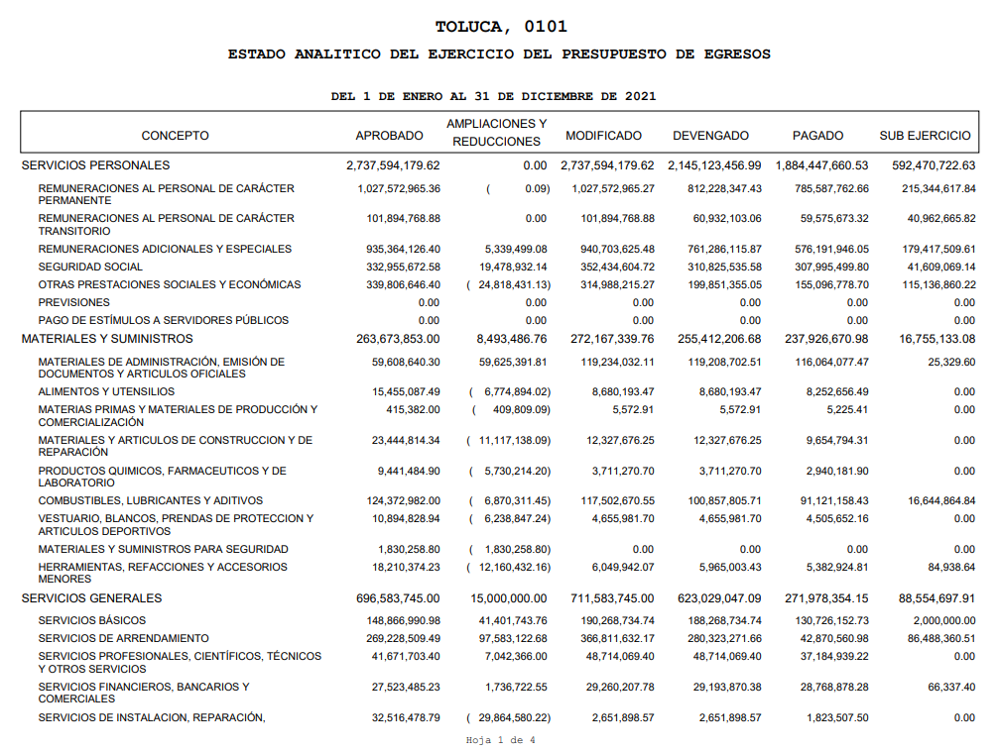 TOLUCA, 0101
ESTADO ANALITICO DEL EJERCICIO DEL PRESUPUESTO DE EGRESOS
DEL 1 DE ENERO AL 31 DE DICIEMBRE DE 2021
CONCEPTO APROBADO AMPLIACIONES Y REDUCCIONES MODIFICADO DEVENGADO PAGADO SUB EJERCICIO
SERVICIOS PERSONALES 2,737,594,179.62 0.00 2,737,594,179.62 2,145,123,456.99 1,884,447,660.53 592,470,722.63
REMUNERACIONES AL PERSONAL DE CARÁCTER 1,027,572,965.36 ( 0.09) 1,027,572,965.27 812,228,347.43 785,587,762.66 215,344,617.84
PERMANENTE
REMUNERACIONES AL PERSONAL DE CARÁCTER 101,894,768.88 0.00 101,894,768.88 60,932,103.06 59,575,673.32 40,962,665.82
TRANSITORIO
REMUNERACIONES ADICIONALES Y ESPECIALES 935,364,126.40 5,339,499.08 940,703,625.48 761,286,115.87 576,191,946.05 179,417,509.61
SEGURIDAD SOCIAL 332,955,672.58 19,478,932.14 352,434,604.72 310,825,535.58 307,995,499.80 41,609,069.14
OTRAS PRESTACIONES SOCIALES Y ECONÓMICAS 339,806,646.40 ( 24,818,431.13) 314,988,215.27 199,851,355.05 155,096,778.70 115,136,860.22
PREVISIONES 0.00 0.00 0.00 0.00 0.00 0.00
PAGO DE ESTÍMULOS A SERVIDORES PÚBLICOS 0.00 0.00 0.00 0.00 0.00 0.00
MATERIALES Y SUMINISTROS 263,673,853.00 8,493,486.76 272,167,339.76 255,412,206.68 237,926,670.98 16,755,133.08
MATERIALES DE ADMINISTRACIÓN, EMISIÓN DE 59,608,640.30 59,625,391.81 119,234,032.11 119,208,702.51 116,064,077.47 25,329.60
DOCUMENTOS Y ARTICULOS OFICIALES
ALIMENTOS Y UTENSILIOS 15,455,087.49 ( 6,774,894.02) 8,680,193.47 8,680,193.47 8,252,656.49 0.00
MATERIAS PRIMAS Y MATERIALES DE PRODUCCIÓN Y 415,382.00 ( 409,809.09) 5,572.91 5,572.91 5,225.41 0.00
COMERCIALIZACIÓN
MATERIALES Y ARTICULOS DE CONSTRUCCION Y DE 23,444,814.34 ( 11,117,138.09) 12,327,676.25 12,327,676.25 9,654,794.31 0.00
REPARACIÓN
PRODUCTOS QUIMICOS, FARMACEUTICOS Y DE 9,441,484.90 ( 5,730,214.20) 3,711,270.70 3,711,270.70 2,940,181.90 0.00
LABORATORIO
COMBUSTIBLES, LUBRICANTES Y ADITIVOS 124,372,982.00 ( 6,870,311.45) 117,502,670.55 100,857,805.71 91,121,158.43 16,644,864.84
VESTUARIO, BLANCOS, PRENDAS DE PROTECCION Y 10,894,828.94 ( 6,238,847.24) 4,655,981.70 4,655,981.70 4,505,652.16 0.00
ARTICULOS DEPORTIVOS
MATERIALES Y SUMINISTROS PARA SEGURIDAD 1,830,258.80 ( 1,830,258.80) 0.00 0.00 0.00 0.00
HERRAMIENTAS, REFACCIONES Y ACCESORIOS 18,210,374.23 ( 12,160,432.16) 6,049,942.07 5,965,003.43 5,382,924.81 84,938.64
MENORES
SERVICIOS GENERALES 696,583,745.00 15,000,000.00 711,583,745.00 623,029,047.09 271,978,354.15 88,554,697.91
SERVICIOS BÁSICOS 148,866,990.98 41,401,743.76 190,268,734.74 188,268,734.74 130,726,152.73 2,000,000.00
SERVICIOS DE ARRENDAMIENTO 269,228,509.49 97,583,122.68 366,811,632.17 280,323,271.66 42,870,560.98 86,488,360.51
SERVICIOS PROFESIONALES, CIENTÍFICOS, TÉCNICOS 41,671,703.40 7,042,366.00 48,714,069.40 48,714,069.40 37,184,939.22 0.00
Y OTROS SERVICIOS
SERVICIOS FINANCIEROS, BANCARIOS Y 27,523,485.23 1,736,722.55 29,260,207.78 29,193,870.38 28,768,878.28 66,337.40
COMERCIALES
SERVICIOS DE INSTALACION, REPARACIÓN, 32,516,478.79 ( 29,864,580.22) 2,651,898.57 2,651,898.57 1,823,507.50 0.00
Hoja 1 de 4